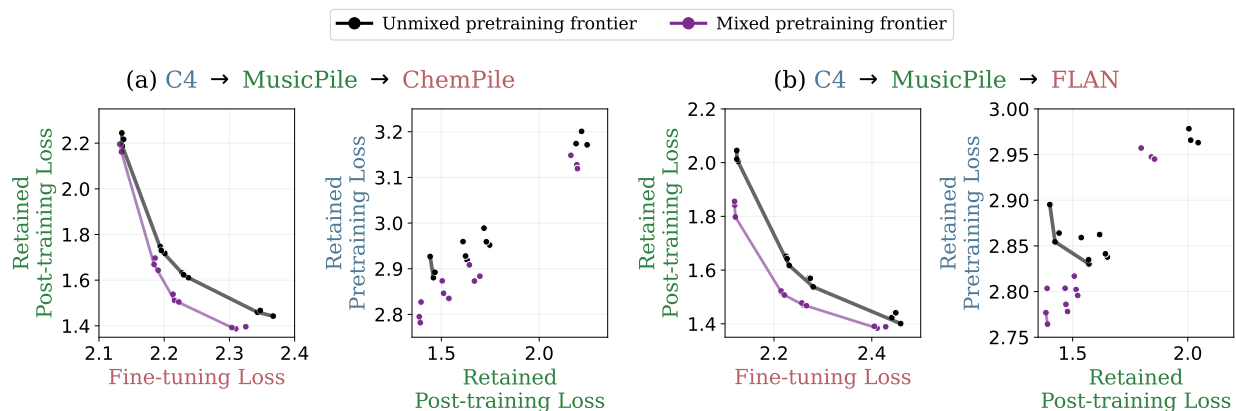 Unmixed pretraining frontier
Mixed pretraining frontier
(a) C4 → MusicPile → ChemPile
(b) C4 → MusicPile → FLAN
Retained
Post-training Loss
2.2
2.0
1.8
1.6
1.4
2.1
2.2
2.3
2.4
Fine-tuning Loss
Retained
Pretraining Loss
3.2
3.1
3.0
2.9
2.8
1.5
2.0
Retained
Post-training Loss
Retained
Post-training Loss
2.2
2.0
1.8
1.6
1.4
2.2
2.4
Fine-tuning Loss
Retained
Pretraining Loss
3.00
2.95
2.90
2.85
2.80
2.75
1.5
2.0
Retained
Post-training Loss